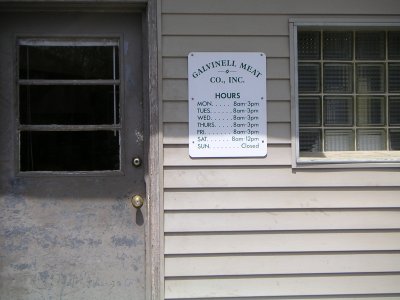 GALVINELL MEAT
CO., INC.
HOURS
MON. . . . . . 8am-3pm
TUES. . . . . . 8am-3pm
WED. . . . . . 8am-3pm
THURS. . . . . 8am-3pm
FRI. . . . . . . 8am-3pm
SAT. . . . . . 8am-12pm
SUN. . . . . . . . Closed